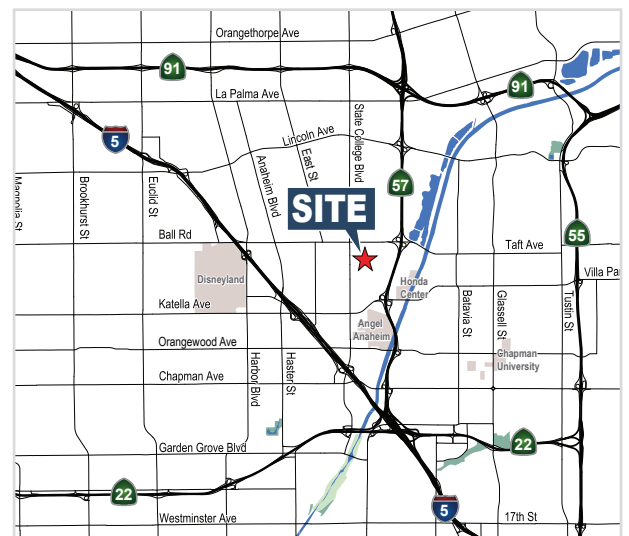 Orangethorpe Ave
91
La Palma Ave
91
5
Lincoln Ave
State College Blvd
East St
Anaheim Blvd
57
Magnolia St
Brookhurst St
Euclid St
SITE
55
Ball Rd
Taft Ave
Disneyland
Honda
Center
Villa Pa
Katella Ave
Batavia St
Glassell St
Tustin St
Angel
Anaheim
Orangewood Ave
Harbor Blvd
Haster St
Chapman
University
Chapman Ave
Garden Grove Blvd
22
22
5
Westminster Ave
17th St